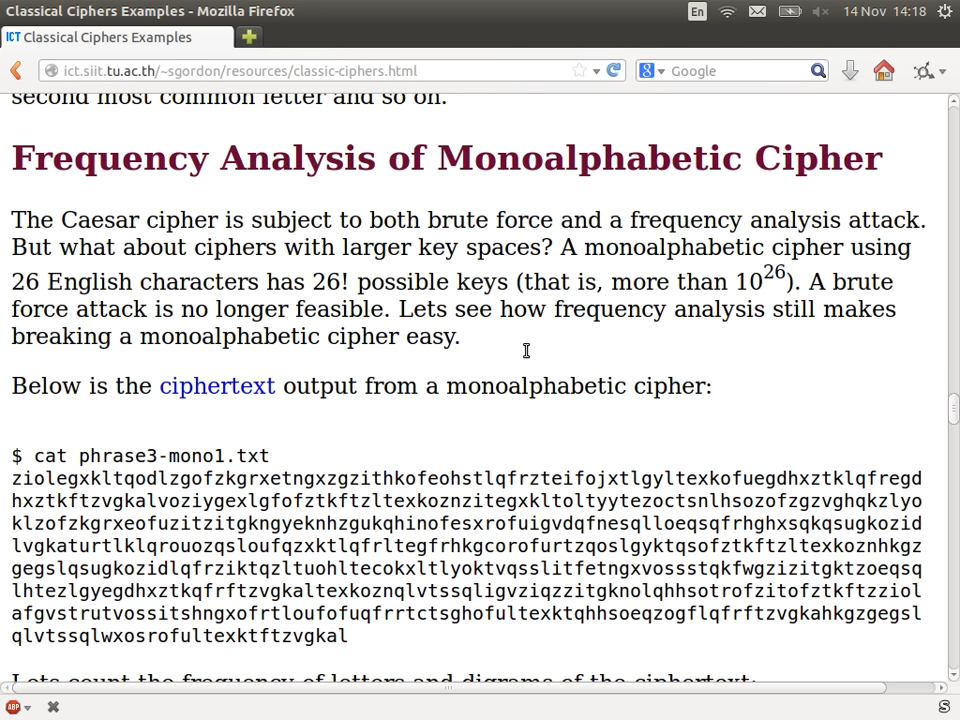 Classical Ciphers Examples - Mozilla Firefox
En
14 Nov 14:18
ICT Classical Ciphers Examples
ict.siit.tu.ac.th/~sgordon/resources/classic-ciphers.html
8 Google
second most common letter and so on.
Frequency Analysis of Monoalphabetic Cipher
The Caesar cipher is subject to both brute force and a frequency analysis attack.
But what about ciphers with larger key spaces? A monoalphabetic cipher using
26 English characters has 26! possible keys (that is, more than 10^26). A brute
force attack is no longer feasible. Lets see how frequency analysis still makes
breaking a monoalphabetic cipher easy.
Below is the ciphertext output from a monoalphabetic cipher:
$ cat phrase3-mono1.txt
ziolegxkltqodlzgofzkgrxetngxzgzithkofeohstlqfrzteifojxtlgyltexkofuegdhxztklqfregd
hxztkftzvgkalvoziygexlgfofztkftzltexkoznzitegxkltoltyytezoctsnlhsozofzgzvghqkzlyo
klzofzkgrxeofuzitzitgkngyeknhzgukqhinofesxrofuigvdqfnesqlloeqsqfrhghxsqkqsugkozid
lvgkaturtlklqrouozqsloufqzxktlqfrltegfrhkgcorofurtzqoslgyktqsofztkftzltexkoznhkgz
gegslqsugkozidlqfrziktqzltuohltecokxltlyoktvqsslitfetngxvossstqkfwgzizitgktzoeqsq
lhtezlgyegdhxztkqfrftzvgkaltexkoznqlvtssqligvziqzzitgknolqhhsotrofzitofztkftzziol
afgvstrutvossitshngxofrtloufofuqfrrtctsghofultexktqhhsoeqzogflqfrftzvgkahkgzgegsl
qlvtssqlwxosrofultexktftzvgkal
Lets count the frequency of letters and digrams of the ciphertext:
ABP
S